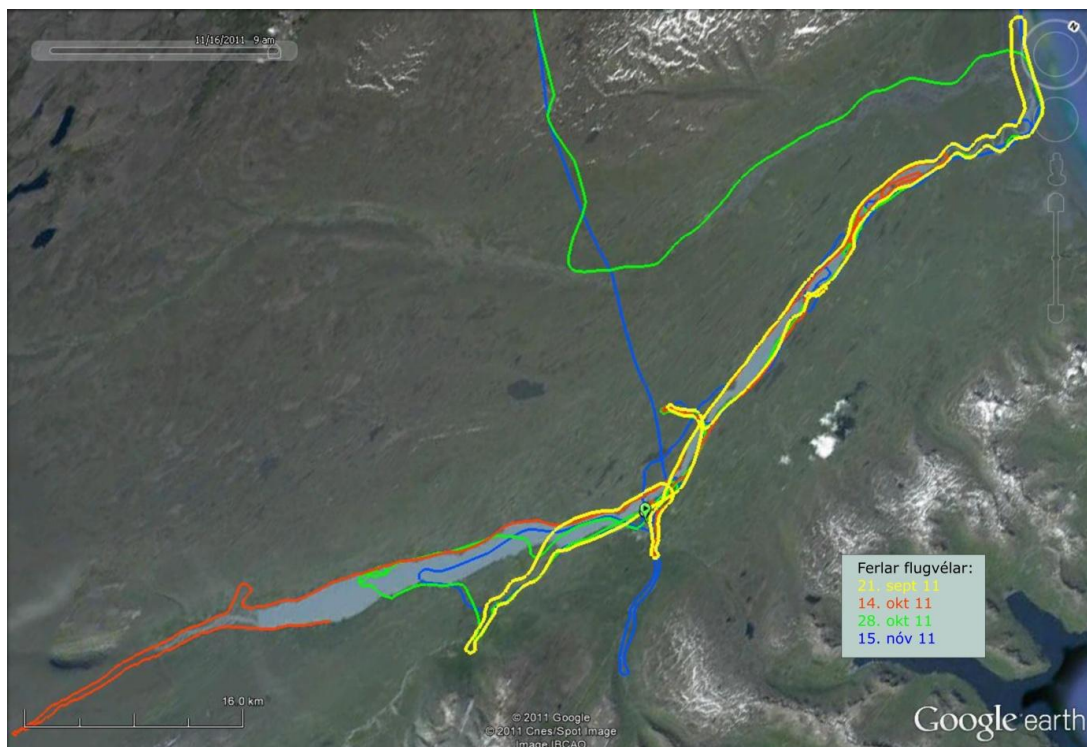 11/16/2011 9 am
N
Ferlar flugvélar:
21. sept 11
14. okt 11
28. okt 11
15. nóv 11
16.0 km
© 2011 Google
© 2011 Cnes/Spot Image
Image IBCAO
Google earth